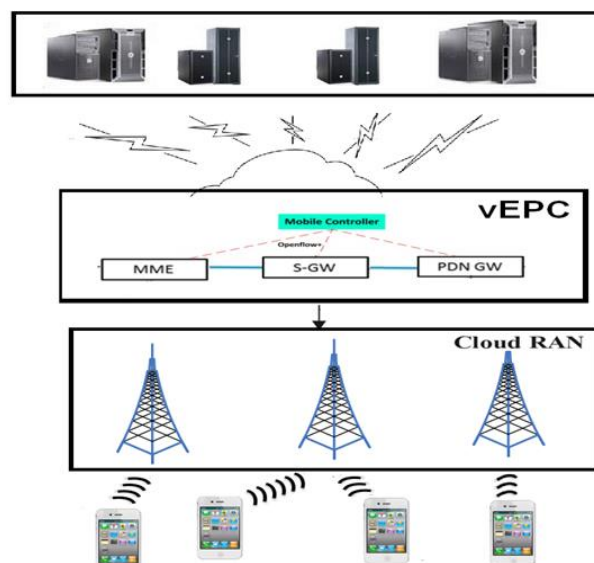 vEPC
Mobile Controller
Openflow+
MME
S-GW
PDN GW
Cloud RAN